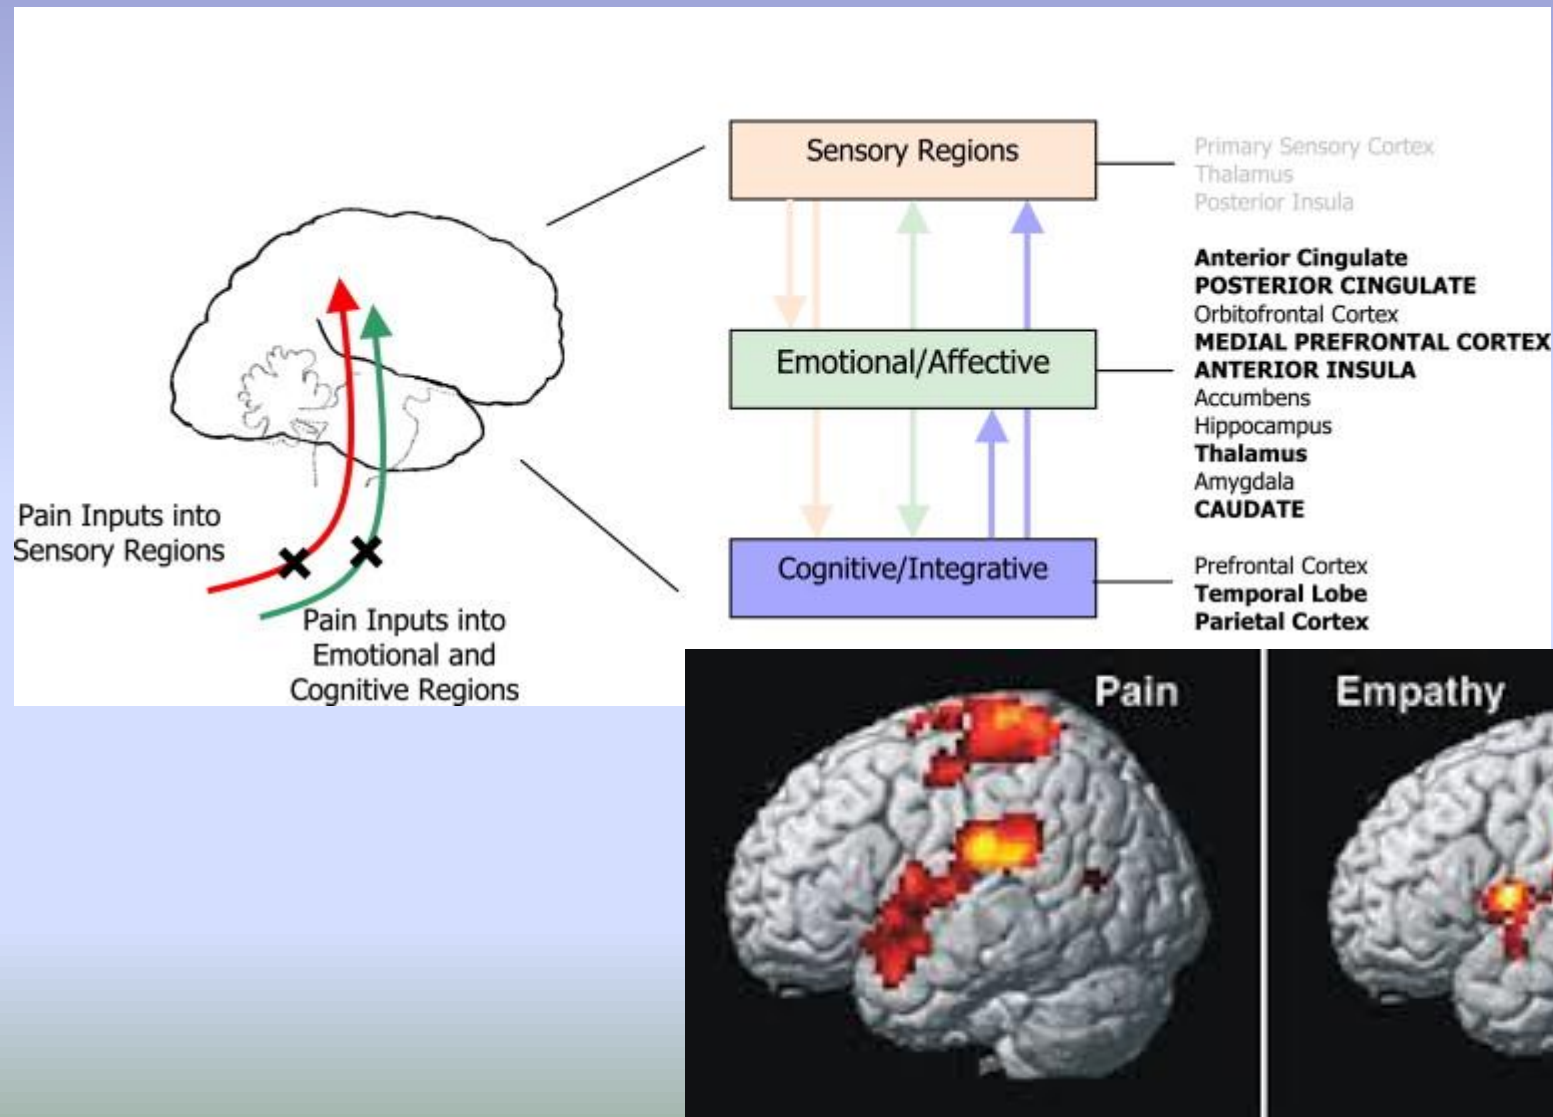 Pain Inputs into
Sensory Regions
Pain Inputs into
Emotional and
Cognitive Regions
Sensory Regions
Emotional/Affective
Cognitive/Integrative
Primary Sensory Cortex
Thalamus
Posterior Insula
Anterior Cingulate
POSTERIOR CINGULATE
Orbitofrontal Cortex
MEDIAL PREFRONTAL CORTEX
ANTERIOR INSULA
Accumbens
Hippocampus
Thalamus
Amygdala
CAUDATE
Prefrontal Cortex
Temporal Lobe
Parietal Cortex
Pain
Empathy